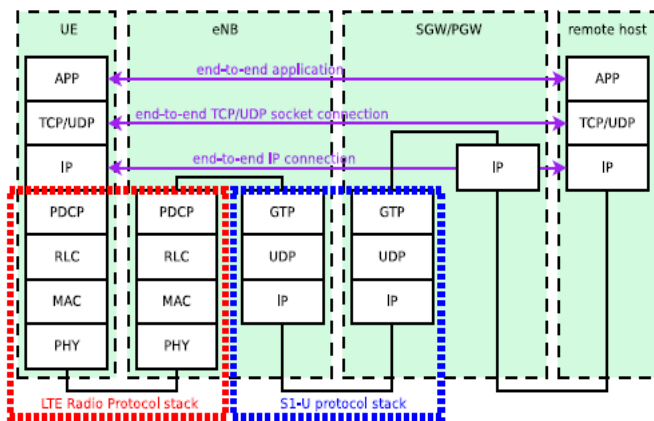 UE
eNB
SGW/PGW
remote host
APP
end-to-end application
APP
TCP/UDP
end-to-end TCP/UDP socket connection
TCP/UDP
IP
end-to-end IP connection
IP
IP
PDCP
PDCP
GTP
GTP
RLC
RLC
UDP
UDP
MAC
MAC
IP
IP
PHY
PHY
LTE Radio Protocol stack
S1-U protocol stack